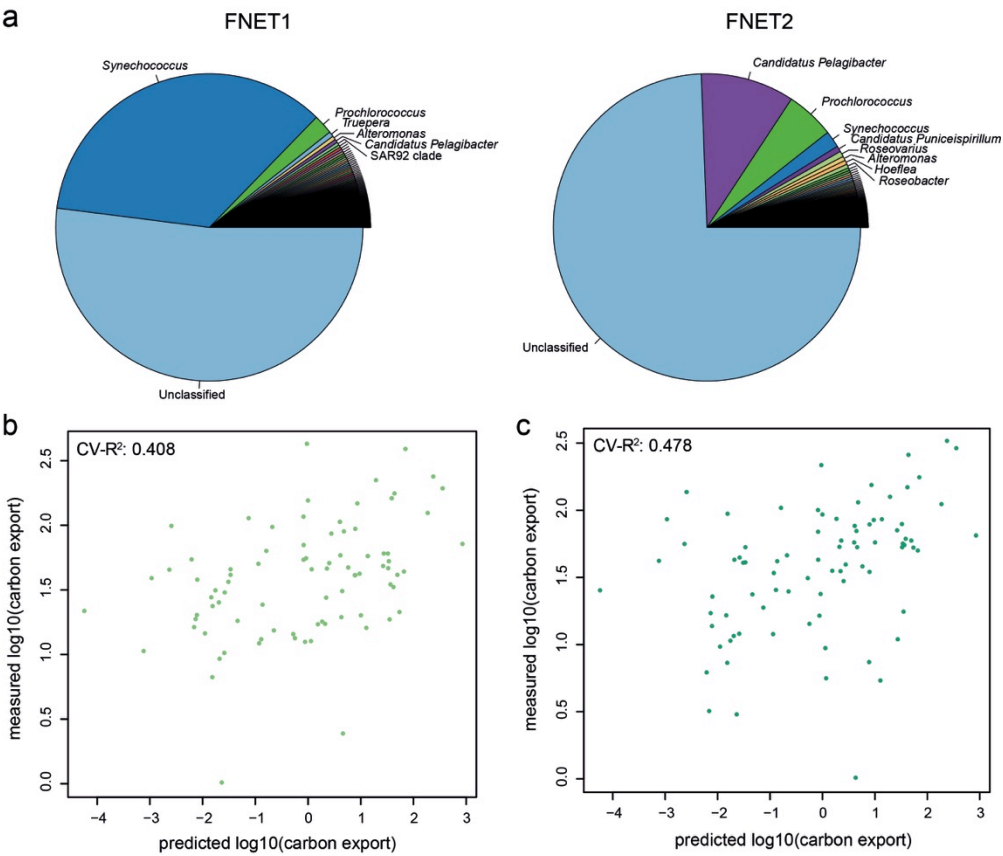 a
FNET1
FNET2
Synechococcus
Prochlorococcus
Truepera
Alteromonas
Candidatus Pelagibacter
SAR92 clade
Unclassified
Candidatus Pelagibacter
Prochlorococcus
Synechococcus
Candidatus Puniceispirillum
Roseovarius
Alteromonas
Hoeflea
Roseobacter
Unclassified
b
CV-R²: 0.408
measured log10(carbon export)
2.5
2.0
1.5
1.0
0.5
0.0
−4 −3 −2 −1 0 1 2 3
predicted log10(carbon export)
c
CV-R²: 0.478
measured log10(carbon export)
2.5
2.0
1.5
1.0
0.5
0.0
−4 −3 −2 −1 0 1 2 3
predicted log10(carbon export)